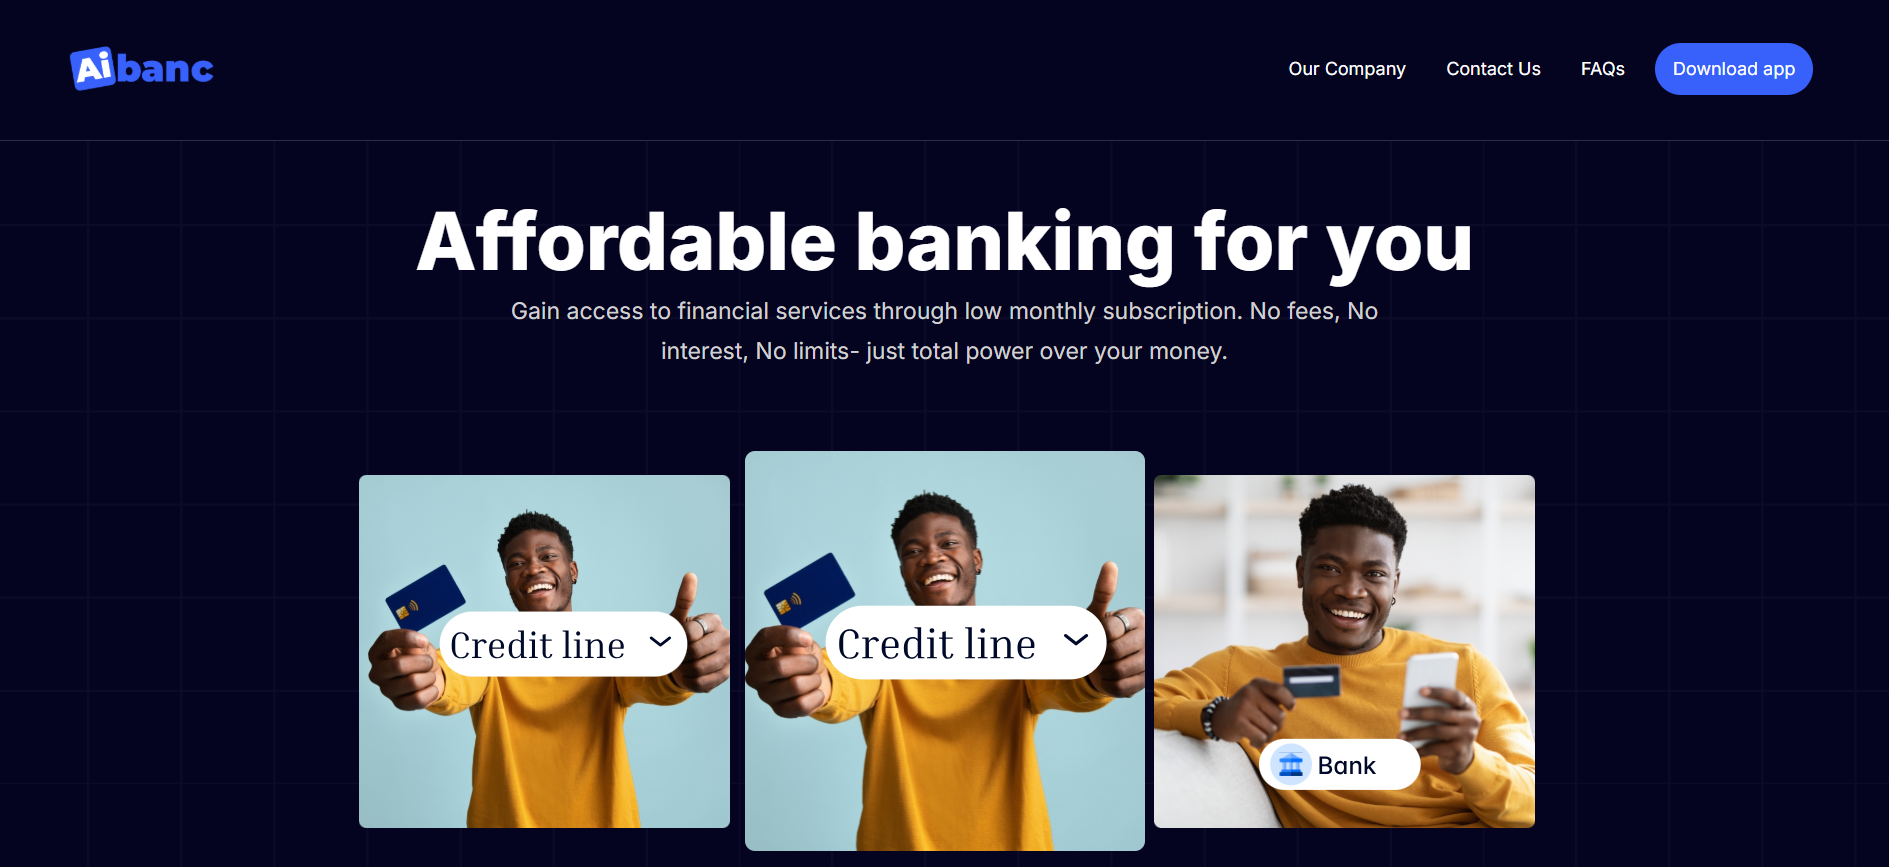 Aibanc
Our Company
Contact Us
FAQs
Download app
Affordable banking for you
Gain access to financial services through low monthly subscription. No fees, No
interest, No limits- just total power over your money.
Credit line
Credit line
Bank